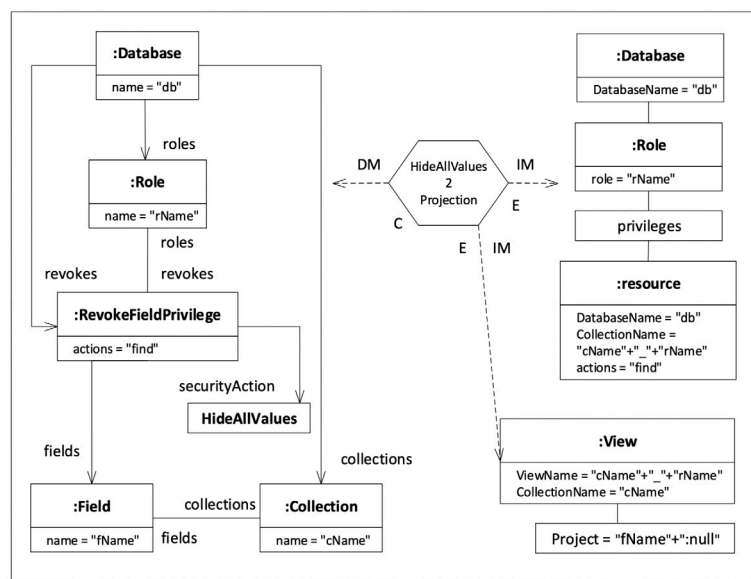 :Database
name = "db"
roles
:Role
name = "rName"
roles
revokes
revokes
:RevokeFieldPrivilege
actions = "find"
securityAction
HideAllValues
fields
collections
:Field
name = "fName"
collections
fields
:Collection
name = "cName"
DM
HideAllValues
2
Projection
IM
E
C
E
IM
:Database
DatabaseName = "db"
:Role
role = "rName"
privileges
:resource
DatabaseName = "db"
CollectionName =
"cName"+"_"+"rName"
actions = "find"
:View
ViewName = "cName"+"_"+"rName"
CollectionName = "cName"
Project = "fName"+":null"